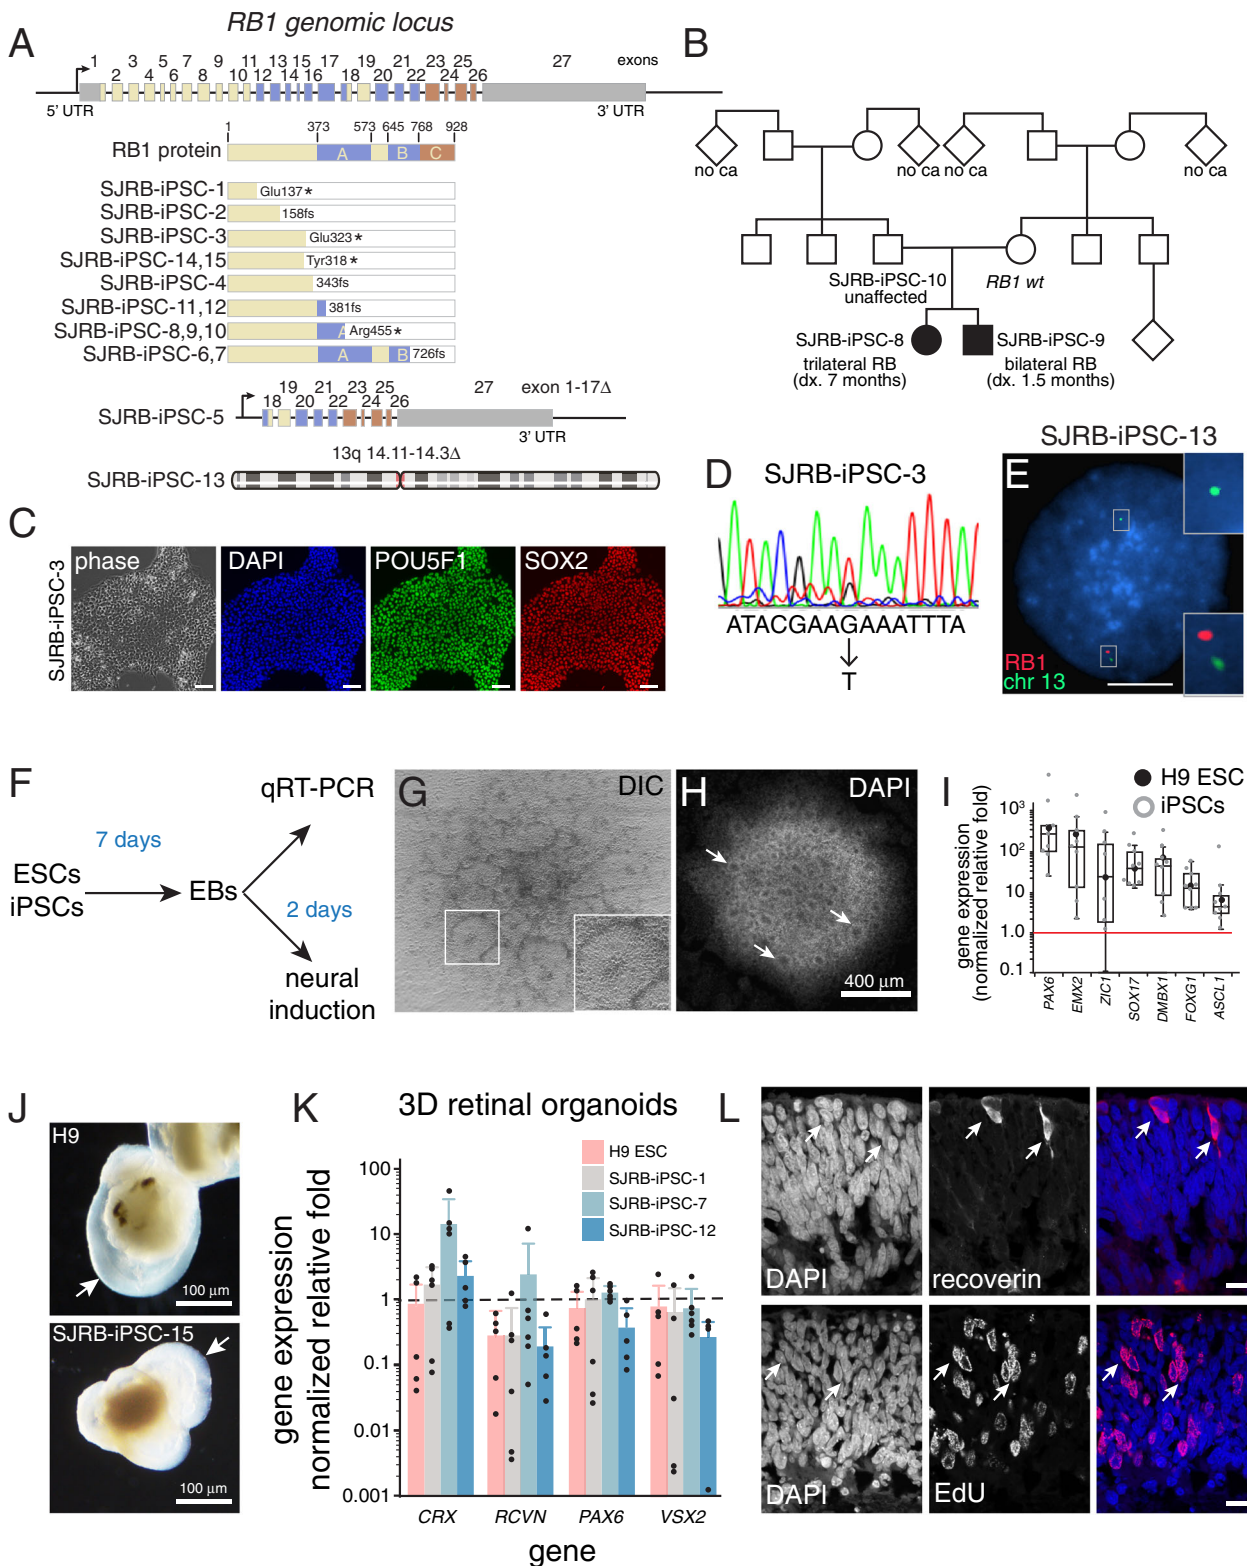 A
RB1 genomic locus
1 3 5 7 9 11 13 15 17 19 21 23 25 27 exons
2 4 6 8 10 12 14 16 18 20 22 24 26
5' UTR
3' UTR
1 373 573 645 768 928
RB1 protein
A B C
SJRB-iPSC-1
Glu137 *
SJRB-iPSC-2
158fs
SJRB-iPSC-3
Glu323 *
SJRB-iPSC-14,15
Tyr318 *
SJRB-iPSC-4
343fs
SJRB-iPSC-11,12
381fs
SJRB-iPSC-8,9,10
A Arg455 *
SJRB-iPSC-6,7
A B 726fs
19 21 23 25 27 exon 1-17Δ
18 20 22 24 26
SJRB-iPSC-5
3' UTR
13q 14.11-14.3Δ
SJRB-iPSC-13
B
no ca
no ca
no ca
no ca
SJRB-iPSC-10
unaffected
RB1 wt
SJRB-iPSC-8
trilateral RB
(dx. 7 months)
SJRB-iPSC-9
bilateral RB
(dx. 1.5 months)
C
SJRB-iPSC-3
phase
DAPI
POU5F1
SOX2
D
SJRB-iPSC-3
ATACGAAGAAATTTA
T
E
SJRB-iPSC-13
RB1
chr 13
F
ESCs
iPSCs
7 days
EBs
qRT-PCR
2 days
neural
induction
G
DIC
H
DAPI
400 µm
I
H9 ESC
iPSCs
gene expression
(normalized relative fold)
10³
10²
10
1.0
0.1
PAX6
EMX2
ZIC1
SOX17
DMBX1
FOXG1
ASCL1
J
H9
100 µm
SJRB-iPSC-15
100 µm
K
3D retinal organoids
H9 ESC
SJRB-iPSC-1
SJRB-iPSC-7
SJRB-iPSC-12
gene expression
normalized relative fold
100
10
1
0.1
0.01
0.001
CRX RCVN PAX6 VSX2
gene
L
DAPI
recoverin
DAPI
EdU